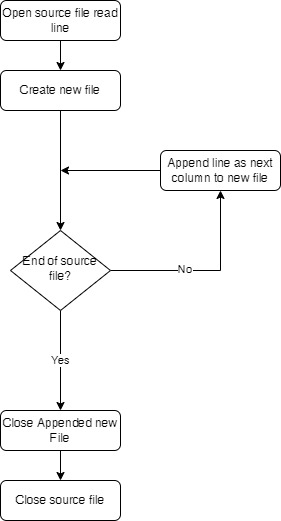 Open source file read
line
Create new file
Append line as next
column to new file
End of source
file?
No
Yes
Close Appended new
File
Close source file